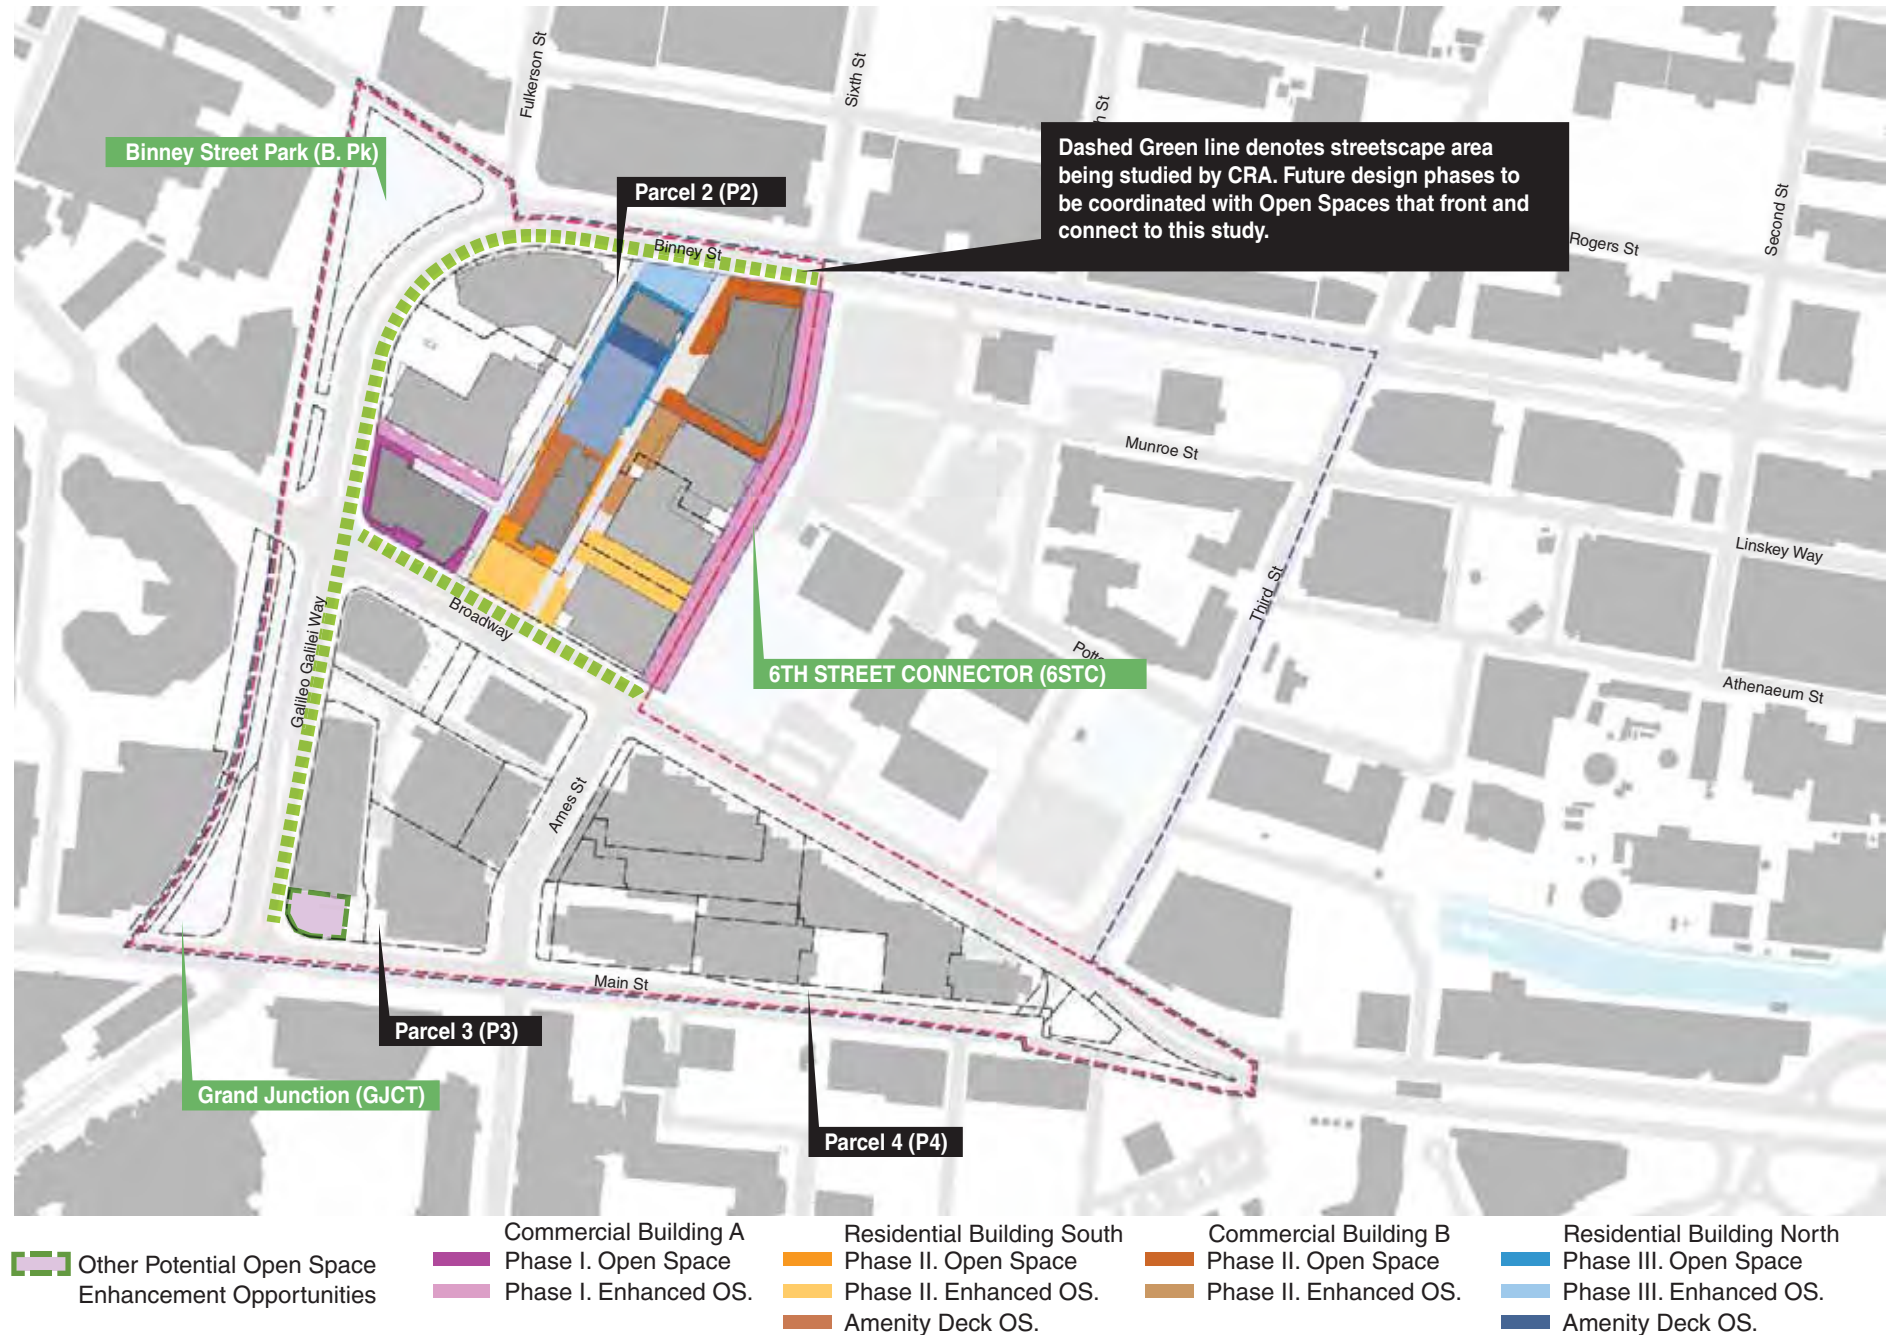 Fulkerson St
Sixth St
h St
Second St
Binney Street Park (B. Pk)
Parcel 2 (P2)
Dashed Green line denotes streetscape area
being studied by CRA. Future design phases to
be coordinated with Open Spaces that front and
connect to this study.
Rogers St
Binney St
Munroe St
Linskey Way
Third St
Broadway
Galileo Galilei Way
6TH STREET CONNECTOR (6STC)
Athenaeum St
Ames St
Main St
Parcel 3 (P3)
Grand Junction (GJCT)
Parcel 4 (P4)
Other Potential Open Space
Enhancement Opportunities
Commercial Building A
Phase I. Open Space
Phase I. Enhanced OS.
Residential Building South
Phase II. Open Space
Phase II. Enhanced OS.
Amenity Deck OS.
Commercial Building B
Phase II. Open Space
Phase II. Enhanced OS.
Residential Building North
Phase III. Open Space
Phase III. Enhanced OS.
Amenity Deck OS.